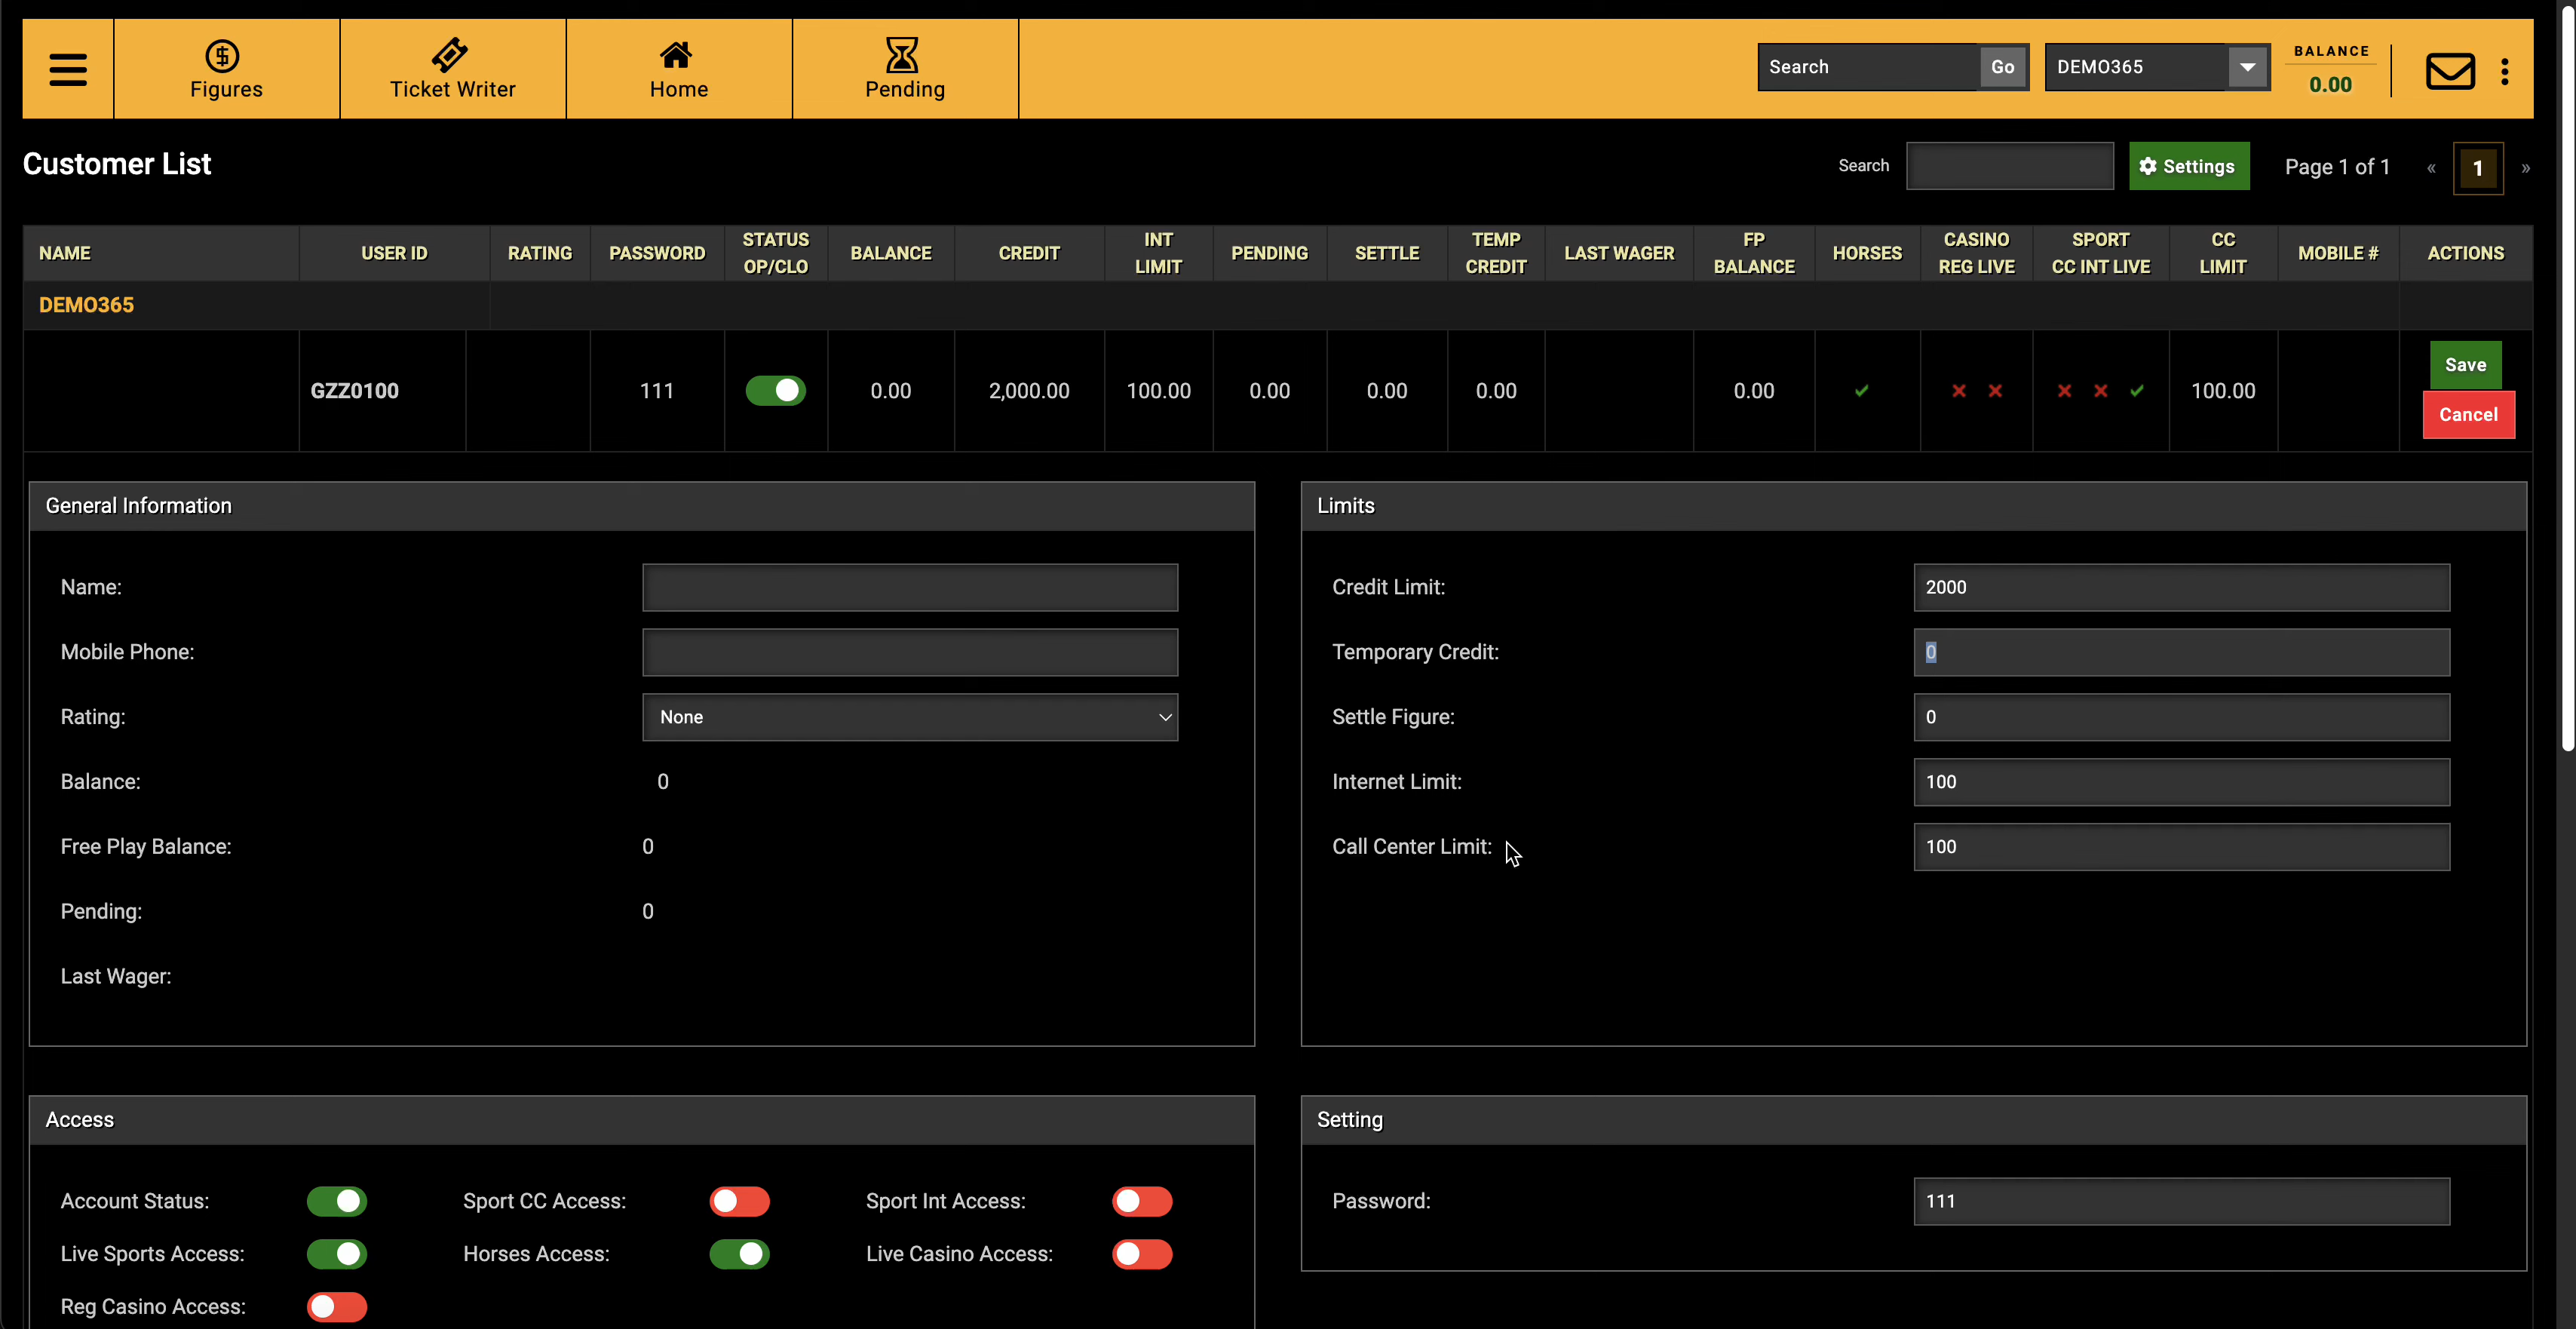 Figures
Ticket Writer
Home
Pending
Search
Go
DEMO365
BALANCE
0.00
Customer List
Search
Settings
Page 1 of 1
«
1
»
NAME
USER ID
RATING
PASSWORD
STATUS
OP/CLO
BALANCE
CREDIT
INT
LIMIT
PENDING
SETTLE
TEMP
CREDIT
LAST WAGER
FP
BALANCE
HORSES
CASINO
REG LIVE
SPORT
CC INT LIVE
CC
LIMIT
MOBILE #
ACTIONS
DEMO365
GZZ0100
111
0.00
2,000.00
100.00
0.00
0.00
0.00
0.00
100.00
Save
Cancel
General Information
Name:
Mobile Phone:
Rating:
None
Balance:
0
Free Play Balance:
0
Pending:
0
Last Wager:
Limits
Credit Limit:
2000
Temporary Credit:
0
Settle Figure:
0
Internet Limit:
100
Call Center Limit:
100
Access
Account Status:
Sport CC Access:
Sport Int Access:
Live Sports Access:
Horses Access:
Live Casino Access:
Reg Casino Access:
Setting
Password:
111